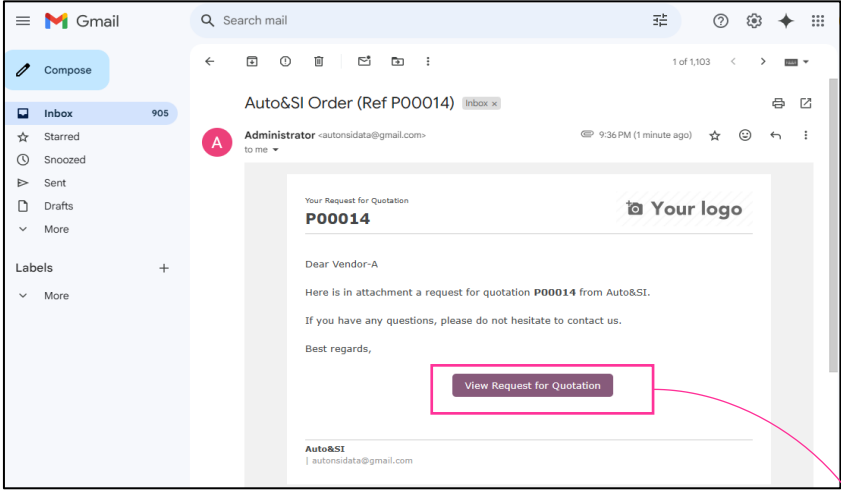 Gmail
Search mail
Compose
1 of 1,103
Inbox 905
Starred
Snoozed
Sent
Drafts
More
Labels +
More
Auto&SI Order (Ref P00014) Inbox x
A
Administrator <autonsidata@gmail.com> 9:36 PM (1 minute ago)
to me
Your Request for Quotation
P00014
Your logo
Dear Vendor-A
Here is in attachment a request for quotation P00014 from Auto&SI.
If you have any questions, please do not hesitate to contact us.
Best regards,
View Request for Quotation
Auto&SI
| autonsidata@gmail.com